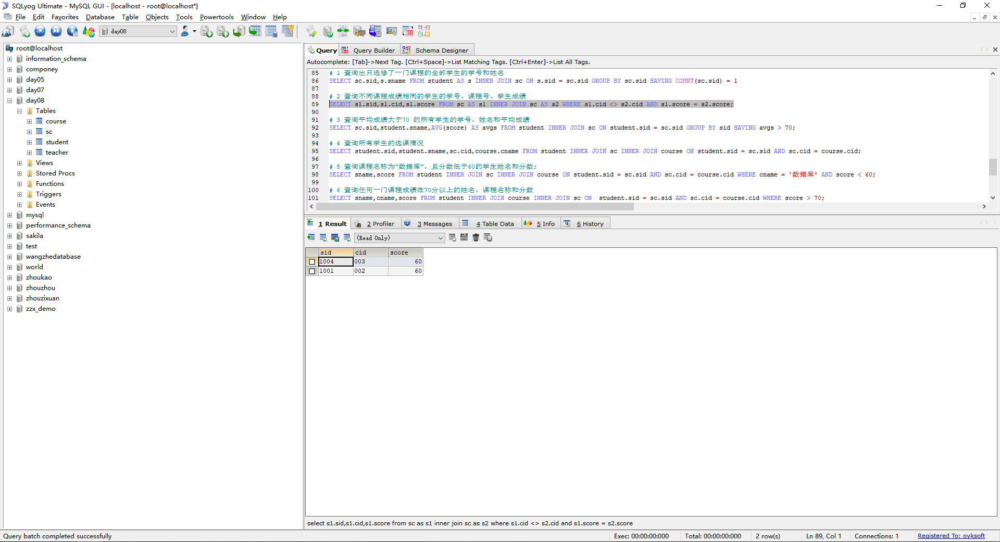 SQLyog Ultimate - MySQL GUI - [localhost - root@localhost*]
File Edit Favorites Database Table Objects Tools Powertools Window Help
day08
root@localhost
information_schema
componey
day05
day07
day08
Tables
course
sc
student
teacher
Views
Stored Procs
Functions
Triggers
Events
mysql
performance_schema
sakila
test
wangzhedatabase
world
zhoukao
zhouzhou
zhouzixuan
zzx_demo
Query Query Builder Schema Designer
Autocomplete: [Tab]->Next Tag. [Ctrl+Space]->List Matching Tags. [Ctrl+Enter]->List All Tags.
85 # 1 查询出只选修了一门课程的全部学生的学号和姓名
86 SELECT sc.sid,s.sname FROM student AS s INNER JOIN sc ON s.sid = sc.sid GROUP BY sc.sid HAVING COUNT(sc.sid) = 1
87
88 # 2 查询不同课程成绩相同的学生的学号、课程号、学生成绩
89 SELECT s1.sid,s1.cid,s1.score FROM sc AS s1 INNER JOIN sc AS s2 WHERE s1.cid <> s2.cid AND s1.score = s2.score;
90
91 # 3 查询平均成绩大于70 的所有学生的学号、姓名和平均成绩
92 SELECT sc.sid,student.sname,AVG(score) AS avgs FROM student INNER JOIN sc ON student.sid = sc.sid GROUP BY sid HAVING avgs > 70;
93
94 # 4 查询所有学生的选课情况
95 SELECT student.sid,student.sname,sc.cid,course.cname FROM student INNER JOIN sc INNER JOIN course ON student.sid = sc.sid AND sc.cid = course.cid;
96
97 # 5 查询课程名称为“数据库”，且分数低于60的学生姓名和分数;
98 SELECT sname,score FROM student INNER JOIN sc INNER JOIN course ON student.sid = sc.sid AND sc.cid = course.cid WHERE cname = '数据库' AND score < 60;
99
100 # 6 查询任何一门课程成绩在70分以上的姓名、课程名称和分数
101 SELECT sname,cname,score FROM student INNER JOIN course INNER JOIN sc ON  student.sid = sc.sid AND sc.cid = course.cid WHERE score > 70;
1 Result 2 Profiler 3 Messages 4 Table Data 5 Info 6 History
(Read Only)
sid cid score
1004 003 60
1001 002 60
select s1.sid,s1.cid,s1.score from sc as s1 inner join sc as s2 where s1.cid <> s2.cid and s1.score = s2.score
Query batch completed successfully Exec: 00:00:00:000 Total: 00:00:00:000 2 row(s) Ln 89, Col 1 Connections: 1 Registered To: oyksoft